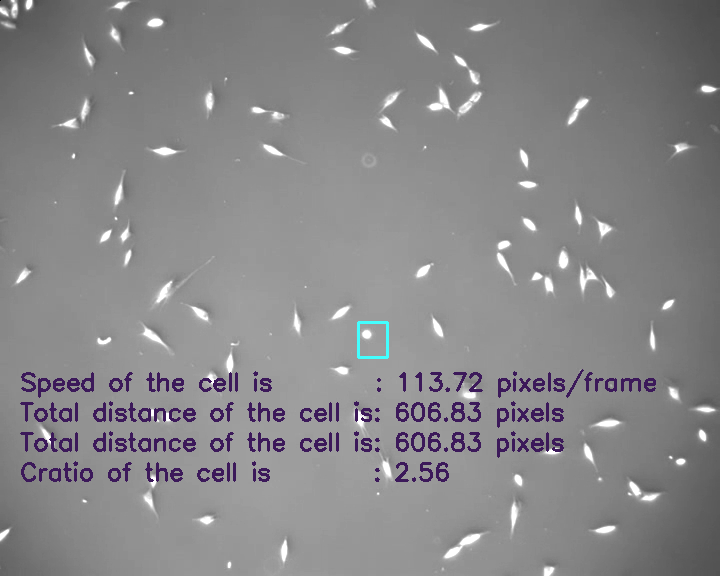 Speed of the cell is : 113.72 pixels/frame
Total distance of the cell is: 606.83 pixels
Total distance of the cell is: 606.83 pixels
Cratio of the cell is : 2.56